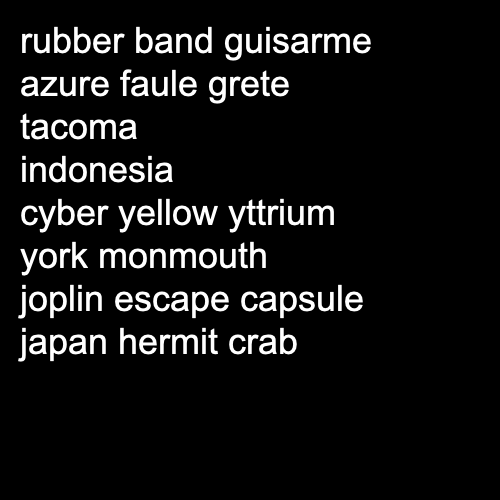 rubber band guisarme
azure faule grete
tacoma
indonesia
cyber yellow yttrium
york monmouth
joplin escape capsule
japan hermit crab